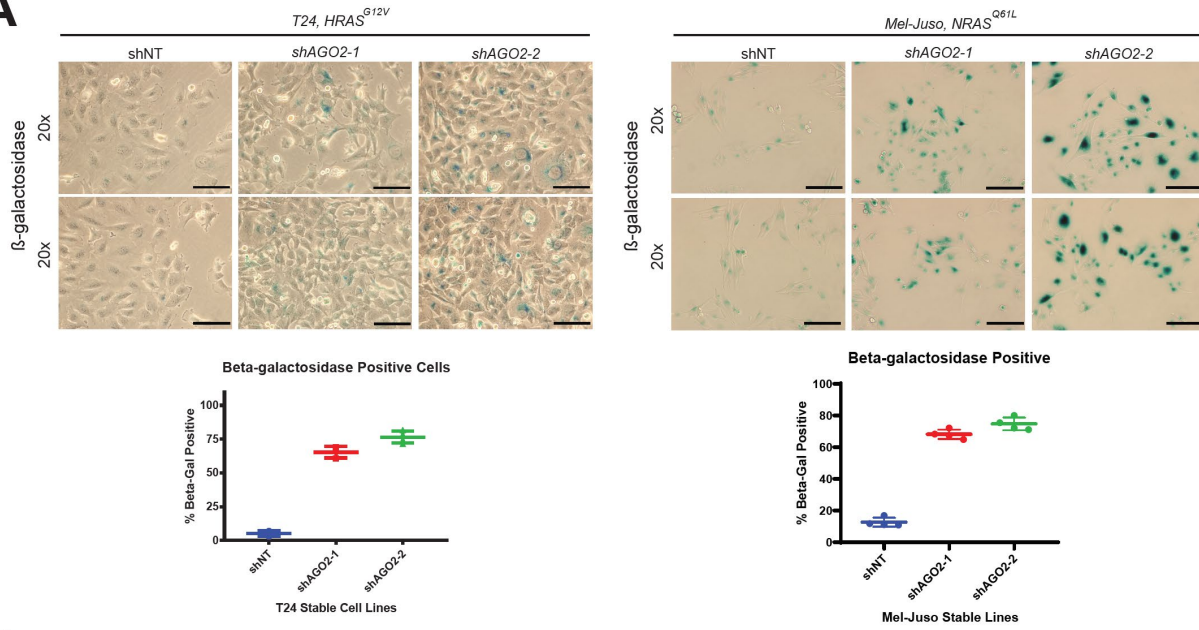 A
T24, HRAS^G12V
shNT
shAGO2-1
shAGO2-2
ß-galactosidase
20x
20x
Beta-galactosidase Positive Cells
% Beta-Gal Positive
100
75
50
25
0
shNT
shAGO2-1
shAGO2-2
T24 Stable Cell Lines
Mel-Juso, NRAS^Q61L
shNT
shAGO2-1
shAGO2-2
ß-galactosidase
20x
20x
Beta-galactosidase Positive
% Beta-Gal Positive
100
80
60
40
20
0
shNT
shAGO2-1
shAGO2-2
Mel-Juso Stable Lines